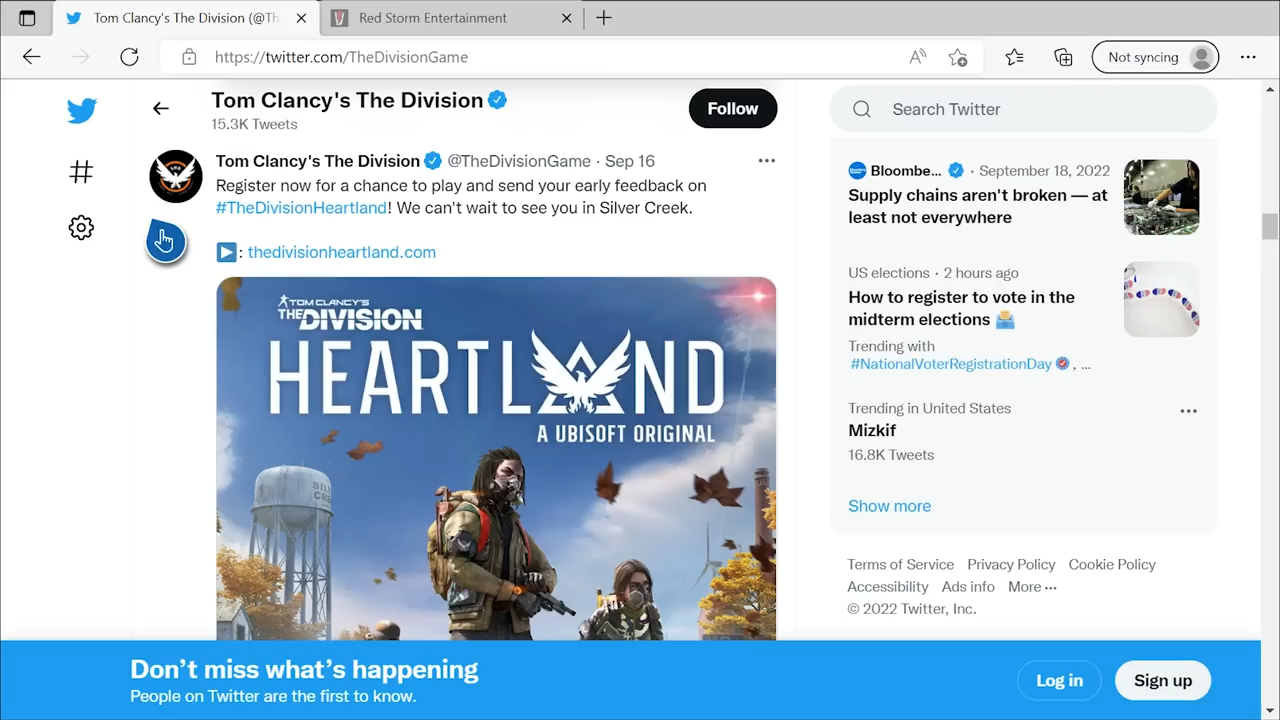 Tom Clancy's The Division (@Th
Red Storm Entertainment
https://twitter.com/TheDivisionGame
Not syncing
Tom Clancy's The Division
15.3K Tweets
Follow
Search Twitter
Tom Clancy's The Division @TheDivisionGame · Sep 16
Register now for a chance to play and send your early feedback on
#TheDivisionHeartland! We can't wait to see you in Silver Creek.
: thedivisionheartland.com
TOM CLANCY'S
THE DIVISION
HEARTLAND
A UBISOFT ORIGINAL
Bloombe... · September 18, 2022
Supply chains aren't broken — at
least not everywhere
US elections · 2 hours ago
How to register to vote in the
midterm elections
Trending with
#NationalVoterRegistrationDay , ...
Trending in United States
Mizkif
16.8K Tweets
Show more
Terms of Service Privacy Policy Cookie Policy
Accessibility Ads info More ···
© 2022 Twitter, Inc.
Don't miss what's happening
People on Twitter are the first to know.
Log in
Sign up